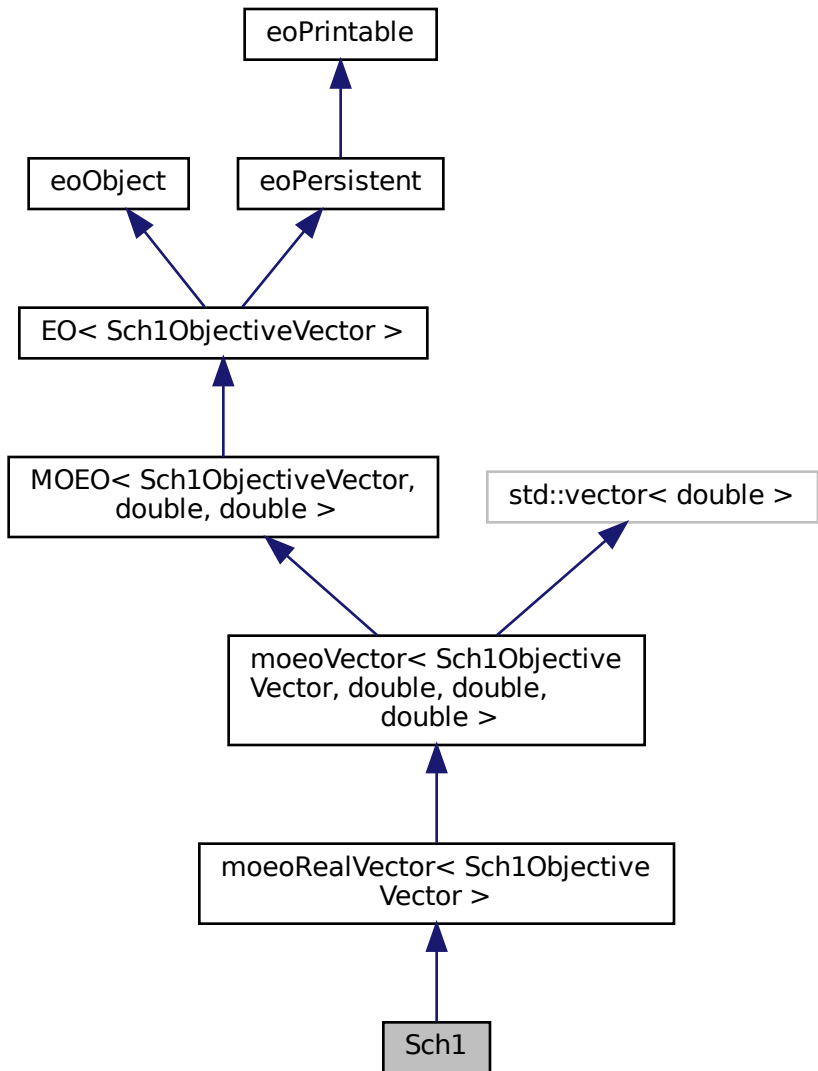 eoPrintable
eoObject
eoPersistent
EO< Sch1ObjectiveVector >
MOEO< Sch1ObjectiveVector,
double, double >
std::vector< double >
moeoVector< Sch1Objective
Vector, double, double,
double >
moeoRealVector< Sch1Objective
Vector >
Sch1